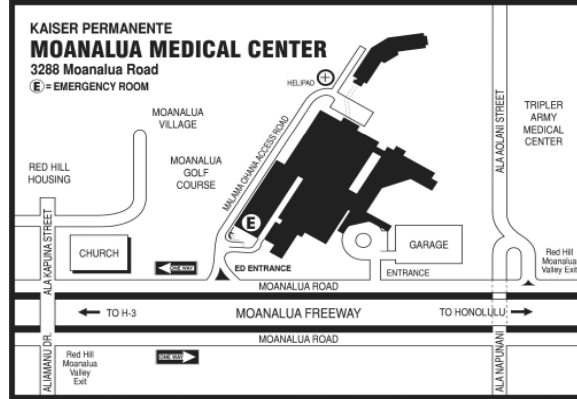 KAISER PERMANENTE
MOANALUA MEDICAL CENTER
3288 Moanalua Road
E = EMERGENCY ROOM
HELIPAD
MOANALUA
VILLAGE
RED HILL
HOUSING
MOANALUA
GOLF
COURSE
MALAMA OHANA ACCESS ROAD
ALA AOLANI STREET
TRIPLER
ARMY
MEDICAL
CENTER
ALA KAPUNA STREET
CHURCH
E
ONE WAY
ED ENTRANCE
GARAGE
ENTRANCE
Red Hill
Moanalua
Valley Exit
MOANALUA ROAD
TO H-3
MOANALUA FREEWAY
TO HONOLULU
MOANALUA ROAD
ALIAMANU DR.
Red Hill
Moanalua
Valley
Exit
ONE WAY
ALA NAPUNANI